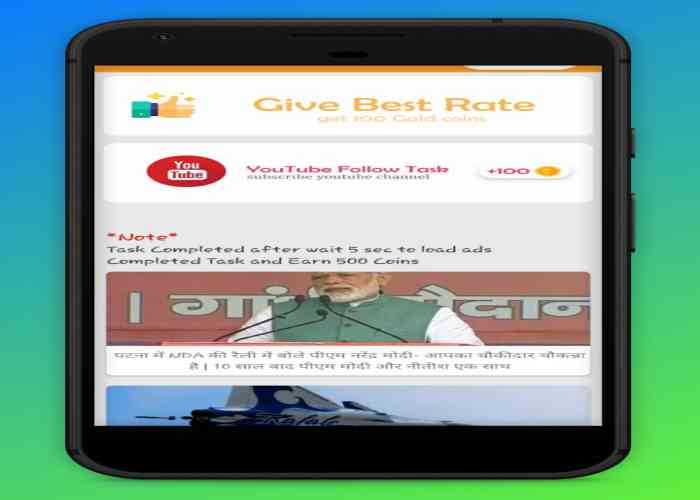 Give Best Rate
get 100 Gold coins
You
Tube
YouTube Follow Task
subscribe youtube channel
+100
*Note*
Task Completed after wait 5 sec to load ads
Completed Task and Earn 500 Coins
पटना में NDA की रैली में बोले पीएम नरेंद्र मोदी- आपका चौकीदार चौकन्ना
है | 10 साल बाद पीएम मोदी और नीतीश एक साथ
Rafale